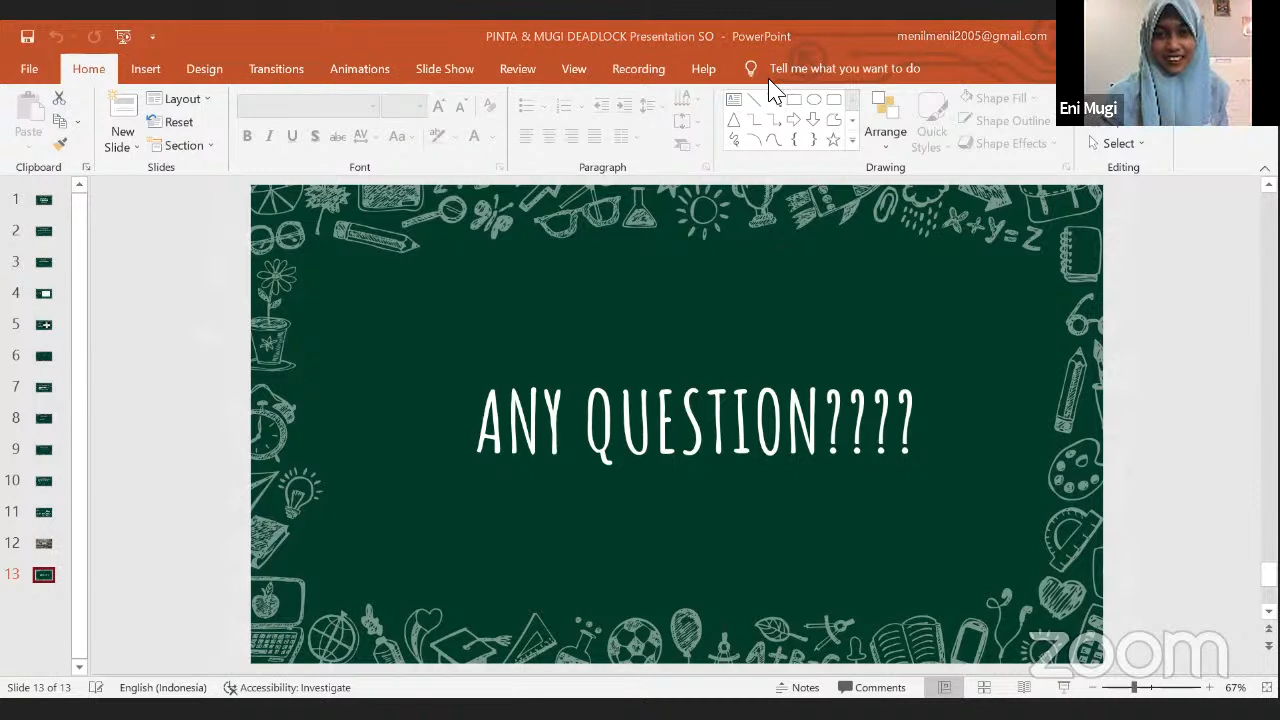 PINTA & MUGI DEADLOCK Presentation SO - PowerPoint
menilmenil2005@gmail.com
File Home Insert Design Transitions Animations Slide Show Review View Recording Help Tell me what you want to do
Eni Mugi
Paste
New Slide
Layout
Reset
Section
B I U S ab AV Aa A
Arrange
Quick Styles
Shape Fill
Shape Outline
Shape Effects
Select
Clipboard Slides Font Paragraph Drawing Editing
1
2
3
4
5
6
7
8
9
10
11
12
13
x+y=z
ANY QUESTION????
A+B=C
zoom
Slide 13 of 13 English (Indonesia) Accessibility: Investigate Notes Comments 67%